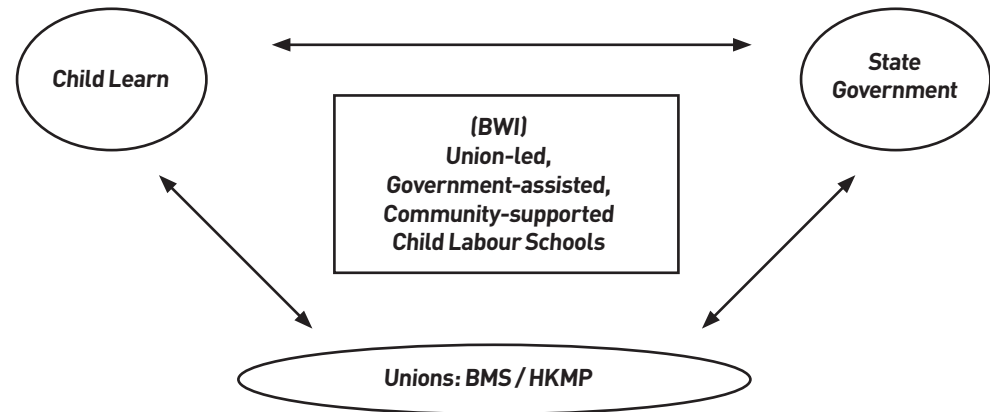 Child Learn
State
Government
(BWI)
Union-led,
Government-assisted,
Community-supported
Child Labour Schools
Unions: BMS / HKMP